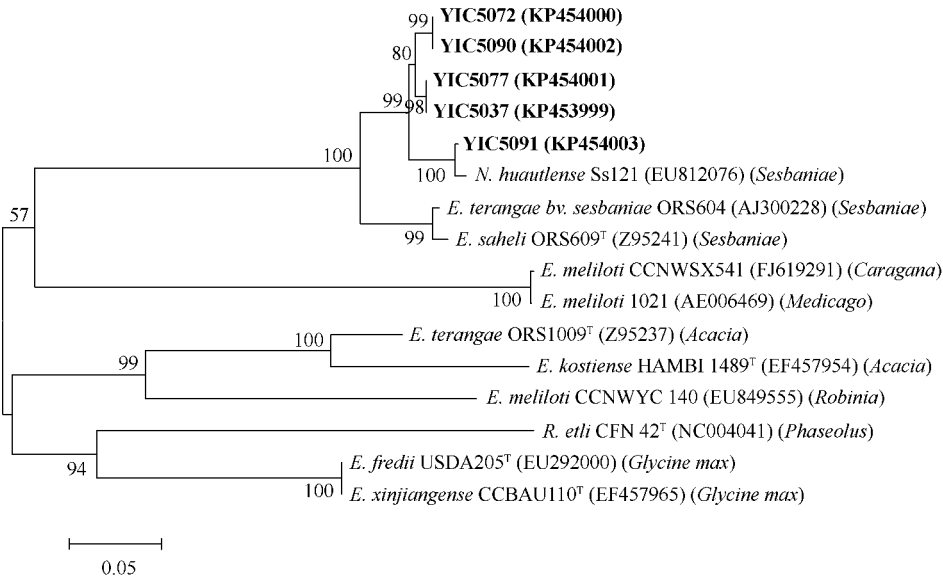 99
YIC5072 (KP454000)
YIC5090 (KP454002)
80
YIC5077 (KP454001)
99
98
YIC5037 (KP453999)
YIC5091 (KP454003)
100
100
N. huautlense Ss121 (EU812076) (Sesbaniae)
57
E. terangae bv. sesbaniae ORS604 (AJ300228) (Sesbaniae)
99
E. saheli ORS609ᵀ (Z95241) (Sesbaniae)
E. meliloti CCNWSX541 (FJ619291) (Caragana)
100
E. meliloti 1021 (AE006469) (Medicago)
100
E. terangae ORS1009ᵀ (Z95237) (Acacia)
99
E. kostiense HAMBI 1489ᵀ (EF457954) (Acacia)
E. meliloti CCNWYC 140 (EU849555) (Robinia)
R. etli CFN 42ᵀ (NC004041) (Phaseolus)
94
E. fredii USDA205ᵀ (EU292000) (Glycine max)
100
E. xinjiangense CCBAU110ᵀ (EF457965) (Glycine max)
0.05